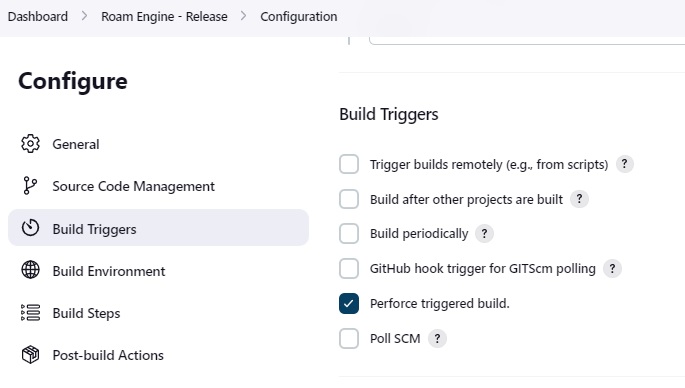 Dashboard > Roam Engine - Release > Configuration
Configure
General
Source Code Management
Build Triggers
Build Environment
Build Steps
Post-build Actions
Build Triggers
Trigger builds remotely (e.g., from scripts) ?
Build after other projects are built ?
Build periodically ?
GitHub hook trigger for GITScm polling ?
Perforce triggered build.
Poll SCM ?